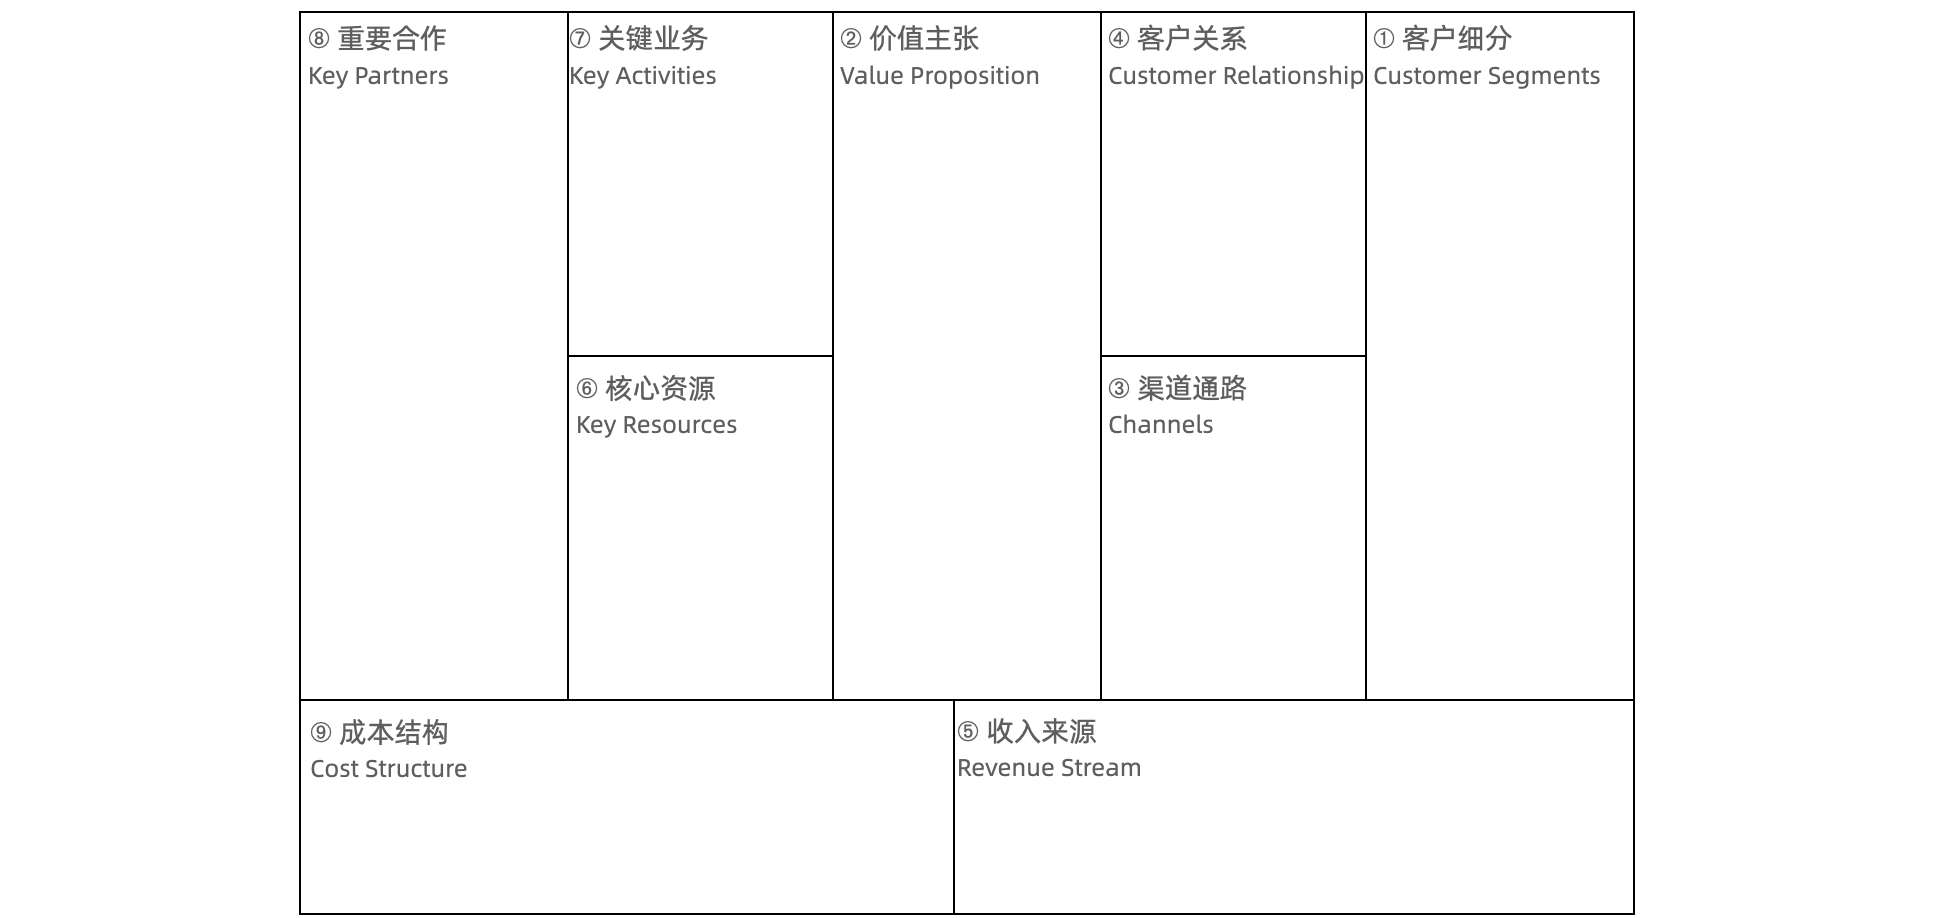 ⑧ 重要合作
Key Partners
⑦ 关键业务
Key Activities
⑥ 核心资源
Key Resources
② 价值主张
Value Proposition
④ 客户关系
Customer Relationship
③ 渠道通路
Channels
① 客户细分
Customer Segments
⑨ 成本结构
Cost Structure
⑤ 收入来源
Revenue Stream